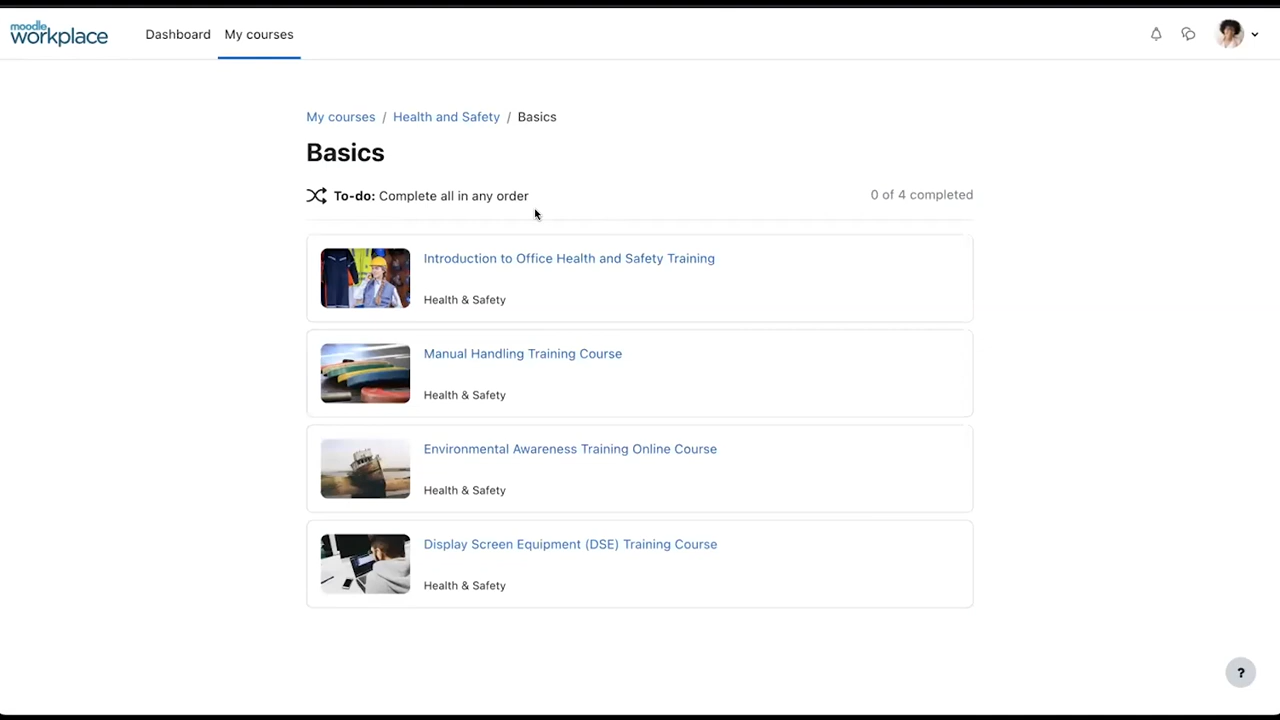 moodle
workplace
Dashboard
My courses
My courses / Health and Safety / Basics
Basics
To-do: Complete all in any order
0 of 4 completed
Introduction to Office Health and Safety Training
Health & Safety
Manual Handling Training Course
Health & Safety
Environmental Awareness Training Online Course
Health & Safety
Display Screen Equipment (DSE) Training Course
Health & Safety
?